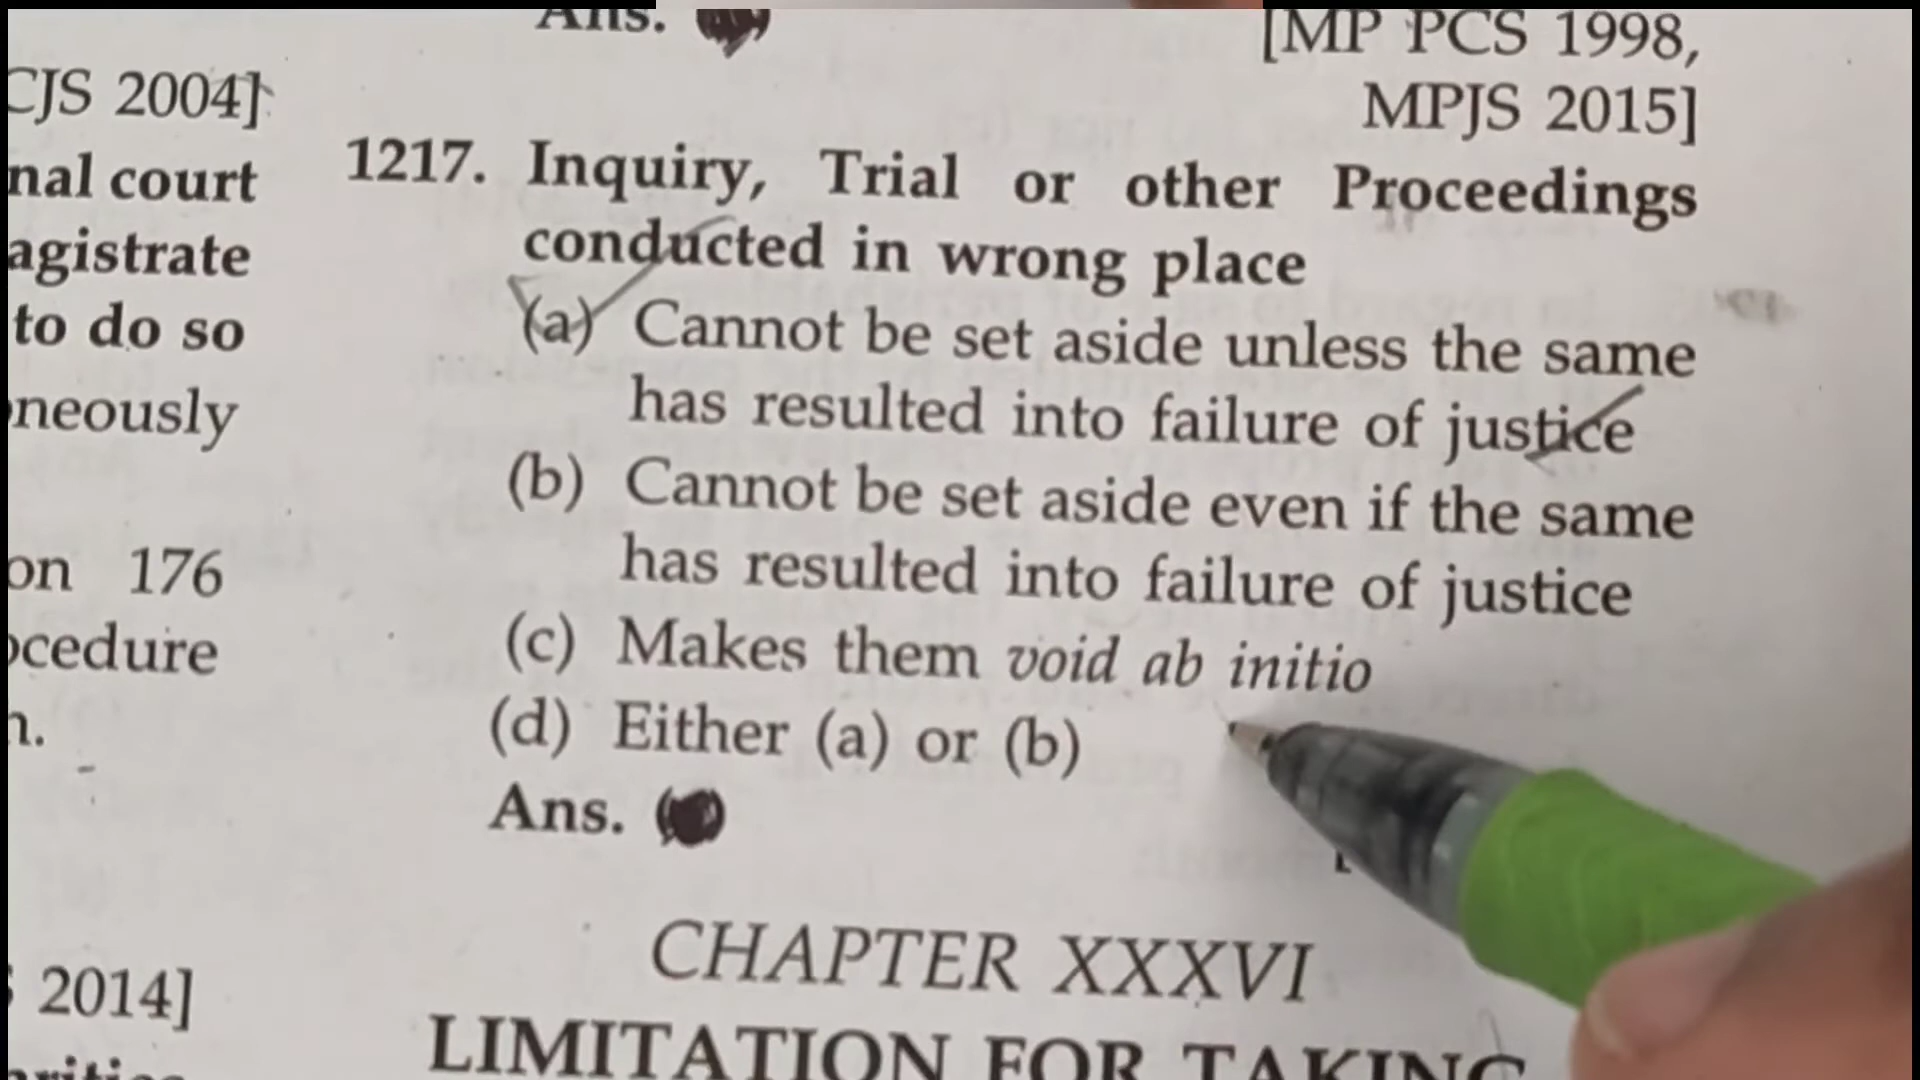 CJS 2004]
nal court
agistrate
to do so
neously
on 176
ocedure
2014]
Ans.
[MP PCS 1998,
MPJS 2015]
1217. Inquiry, Trial or other Proceedings
conducted in wrong place
(a) Cannot be set aside unless the same
has resulted into failure of justice
(b) Cannot be set aside even if the same
has resulted into failure of justice
(c) Makes them void ab initio
(d) Either (a) or (b)
Ans.
CHAPTER XXXVI
LIMITATION FOR TAKING